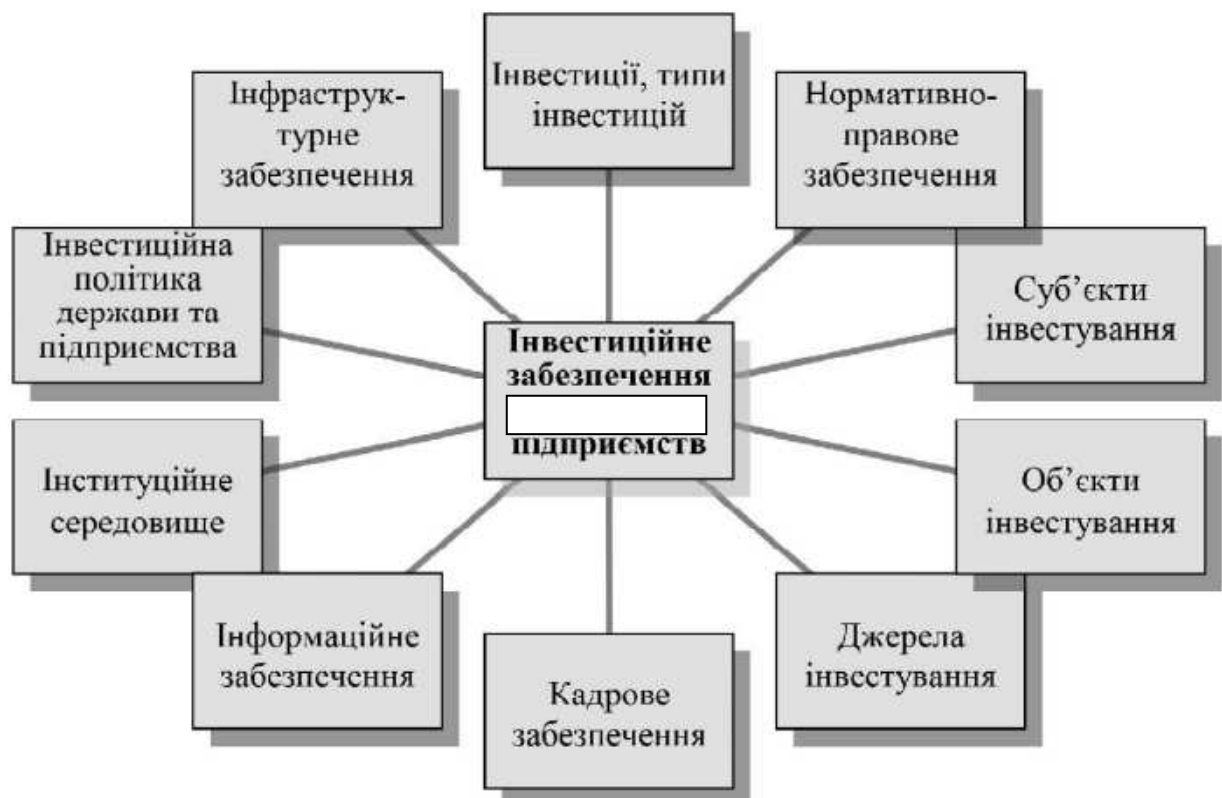 Інвестиції, типи
інвестицій
Нормативно-
правове
забезпечення
Суб’єкти
інвестування
Об’єкти
інвестування
Джерела
інвестування
Кадрове
забезпечення
Інформаційне
забезпечення
Інституційне
середовище
Інвестиційна
політика
держави та
підприємства
Інфраструк-
турне
забезпечення
Інвестиційне
забезпечення
підприємств